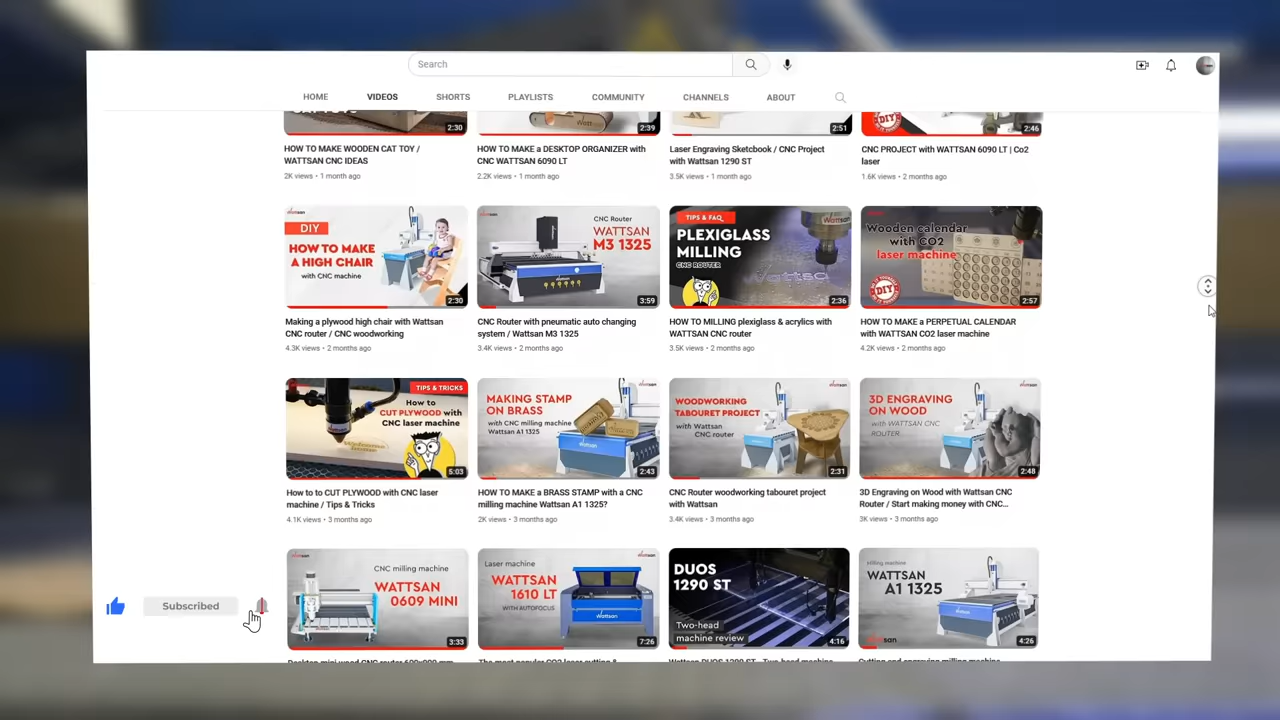 Search
HOME VIDEOS SHORTS PLAYLISTS COMMUNITY CHANNELS ABOUT
2:30 2:39 2:51 DIY 2:46
HOW TO MAKE WOODEN CAT TOY /
WATTSAN CNC IDEAS
2K views • 1 month ago
HOW TO MAKE a DESKTOP ORGANIZER with
CNC WATTSAN 6090 LT
2.2K views • 1 month ago
Laser Engraving Sketcbook / CNC Project
with Wattsan 1290 ST
3.5K views • 1 month ago
CNC PROJECT with WATTSAN 6090 LT | Co2
laser
1.6K views • 2 months ago
DIY
HOW TO MAKE
A HIGH CHAIR
with CNC machine
2:30
CNC Router
WATTSAN
M3 1325
3:59
TIPS & FAQ
Wattsan
PLEXIGLASS
MILLING
CNC ROUTER
2:36
Wooden calendar
with CO2
laser machine
DIY
2:57
Making a plywood high chair with Wattsan
CNC router / CNC woodworking
4.3K views • 2 months ago
CNC Router with pneumatic auto changing
system / Wattsan M3 1325
3.4K views • 2 months ago
HOW TO MILLING plexiglass & acrylics with
WATTSAN CNC router
3.5K views • 2 months ago
HOW TO MAKE a PERPETUAL CALENDAR
with WATTSAN CO2 laser machine
4.2K views • 2 months ago
TIPS & TRICKS
How to
CUT PLYWOOD with
CNC laser machine
5:03
MAKING STAMP
ON BRASS
with CNC milling machine
Wattsan A1 1325
2:43
WOODWORKING
TABOURET PROJECT
with Wattsan
CNC router
2:31
3D ENGRAVING
ON WOOD
with WATTSAN CNC
ROUTER
2:48
How to to CUT PLYWOOD with CNC laser
machine / Tips & Tricks
4.1K views • 3 months ago
HOW TO MAKE a BRASS STAMP with a CNC
milling machine Wattsan A1 1325?
2K views • 3 months ago
CNC Router woodworking tabouret project
with Wattsan
3.4K views • 3 months ago
3D Engraving on Wood with Wattsan CNC
Router / Start making money with CNC...
3K views • 3 months ago
CNC milling machine
WATTSAN
0609 MINI
3:33
Laser machine
WATTSAN
1610 LT
WITH AUTOFOCUS
Wattsan
7:26
DUOS
1290 ST
Two-head
machine review
4:16
Milling machine
WATTSAN
A1 1325
4:26
Subscribed